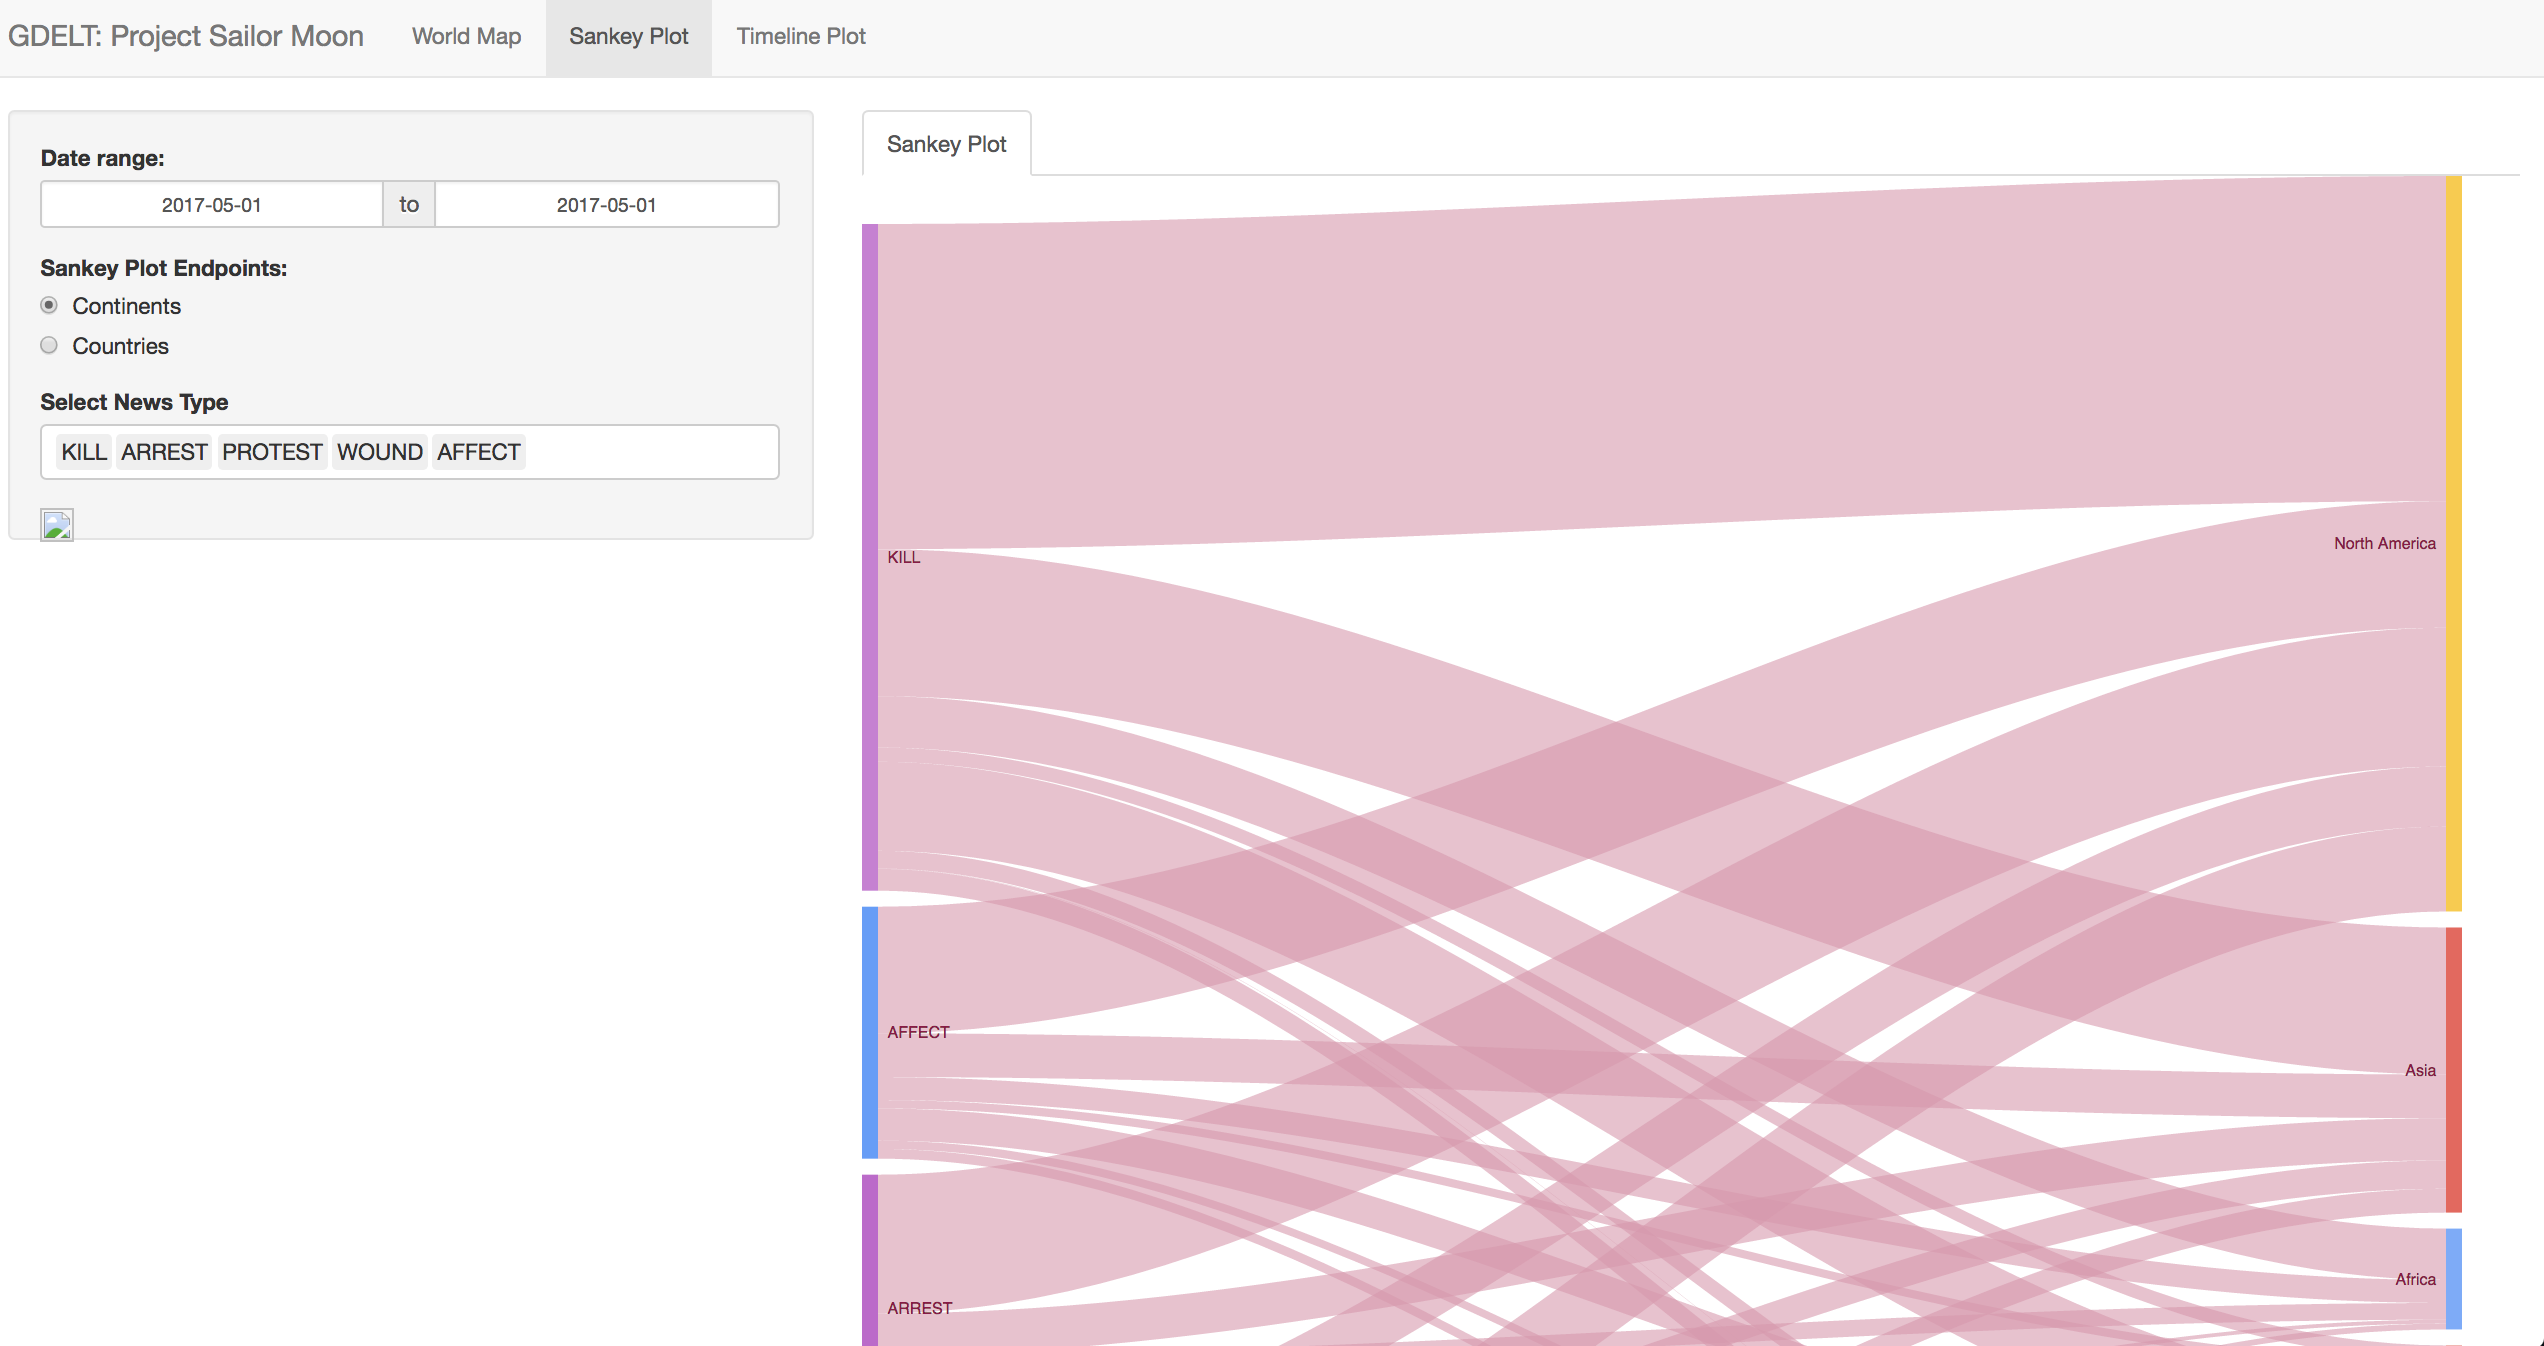 GDELT: Project Sailor Moon World Map Sankey Plot Timeline Plot
Date range:
2017-05-01 to 2017-05-01
Sankey Plot Endpoints:
Continents
Countries
Select News Type
KILL ARREST PROTEST WOUND AFFECT
Sankey Plot
North America
KILL
AFFECT
Asia
Africa
ARREST